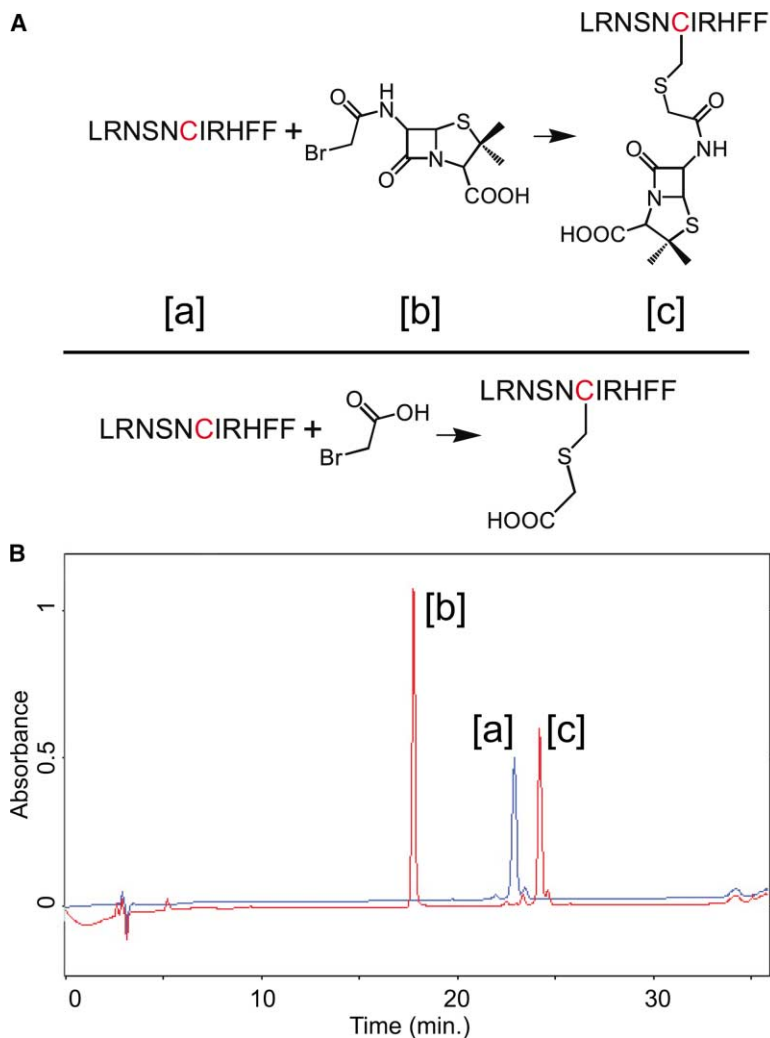 A
LRNSNCIRHFF
LRNSNCIRHFF + Br O H N S N O COOH
S O NH O N S HOOC
[a] [b] [c]
LRNSNCIRHFF
LRNSNCIRHFF + Br O OH
S
HOOC
B
1
[b]
[a] [c]
0.5
Absorbance
0
0 10 20 30
Time (min.)